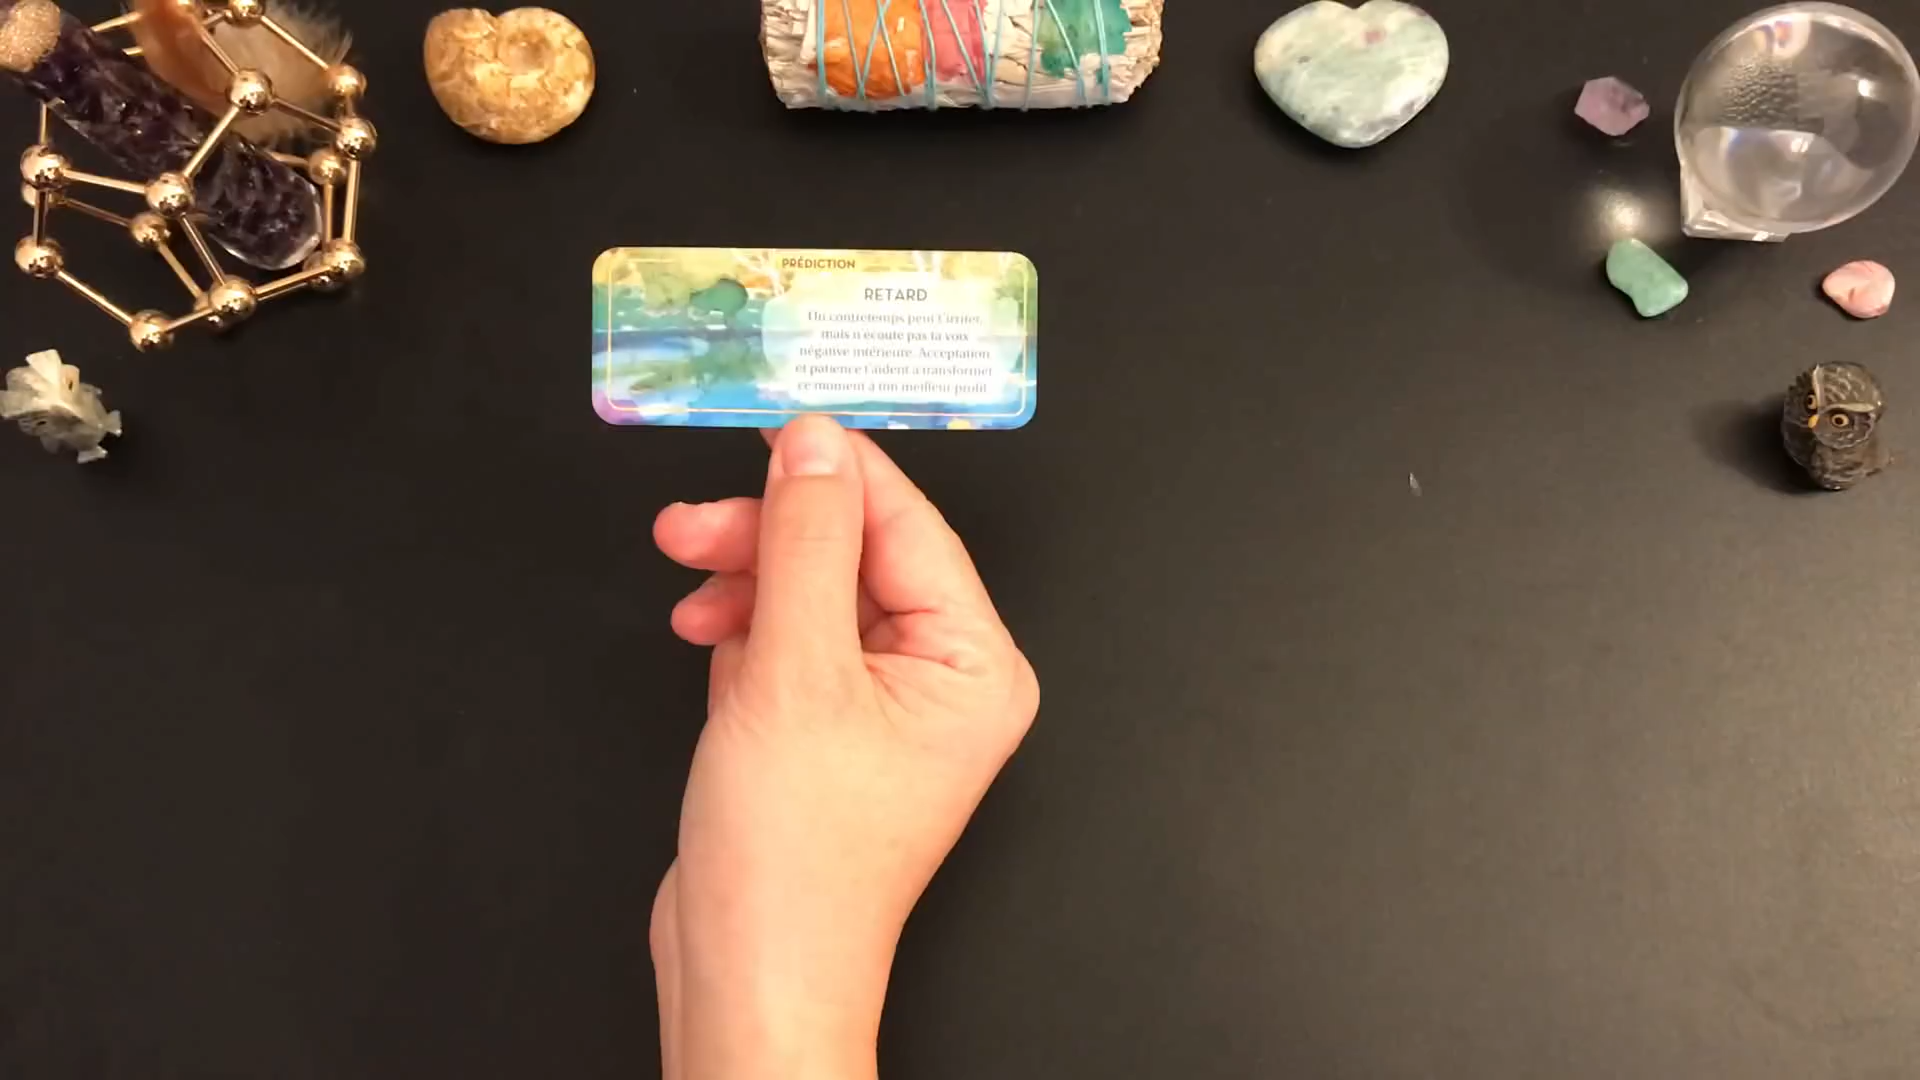 PRÉDICTION
RETARD
Un contretemps peut t'irriter,
mais n'écoute pas ta voix
négative intérieure. Acceptation
et patience t'aident à transformer
ce moment à ton meilleur profit.